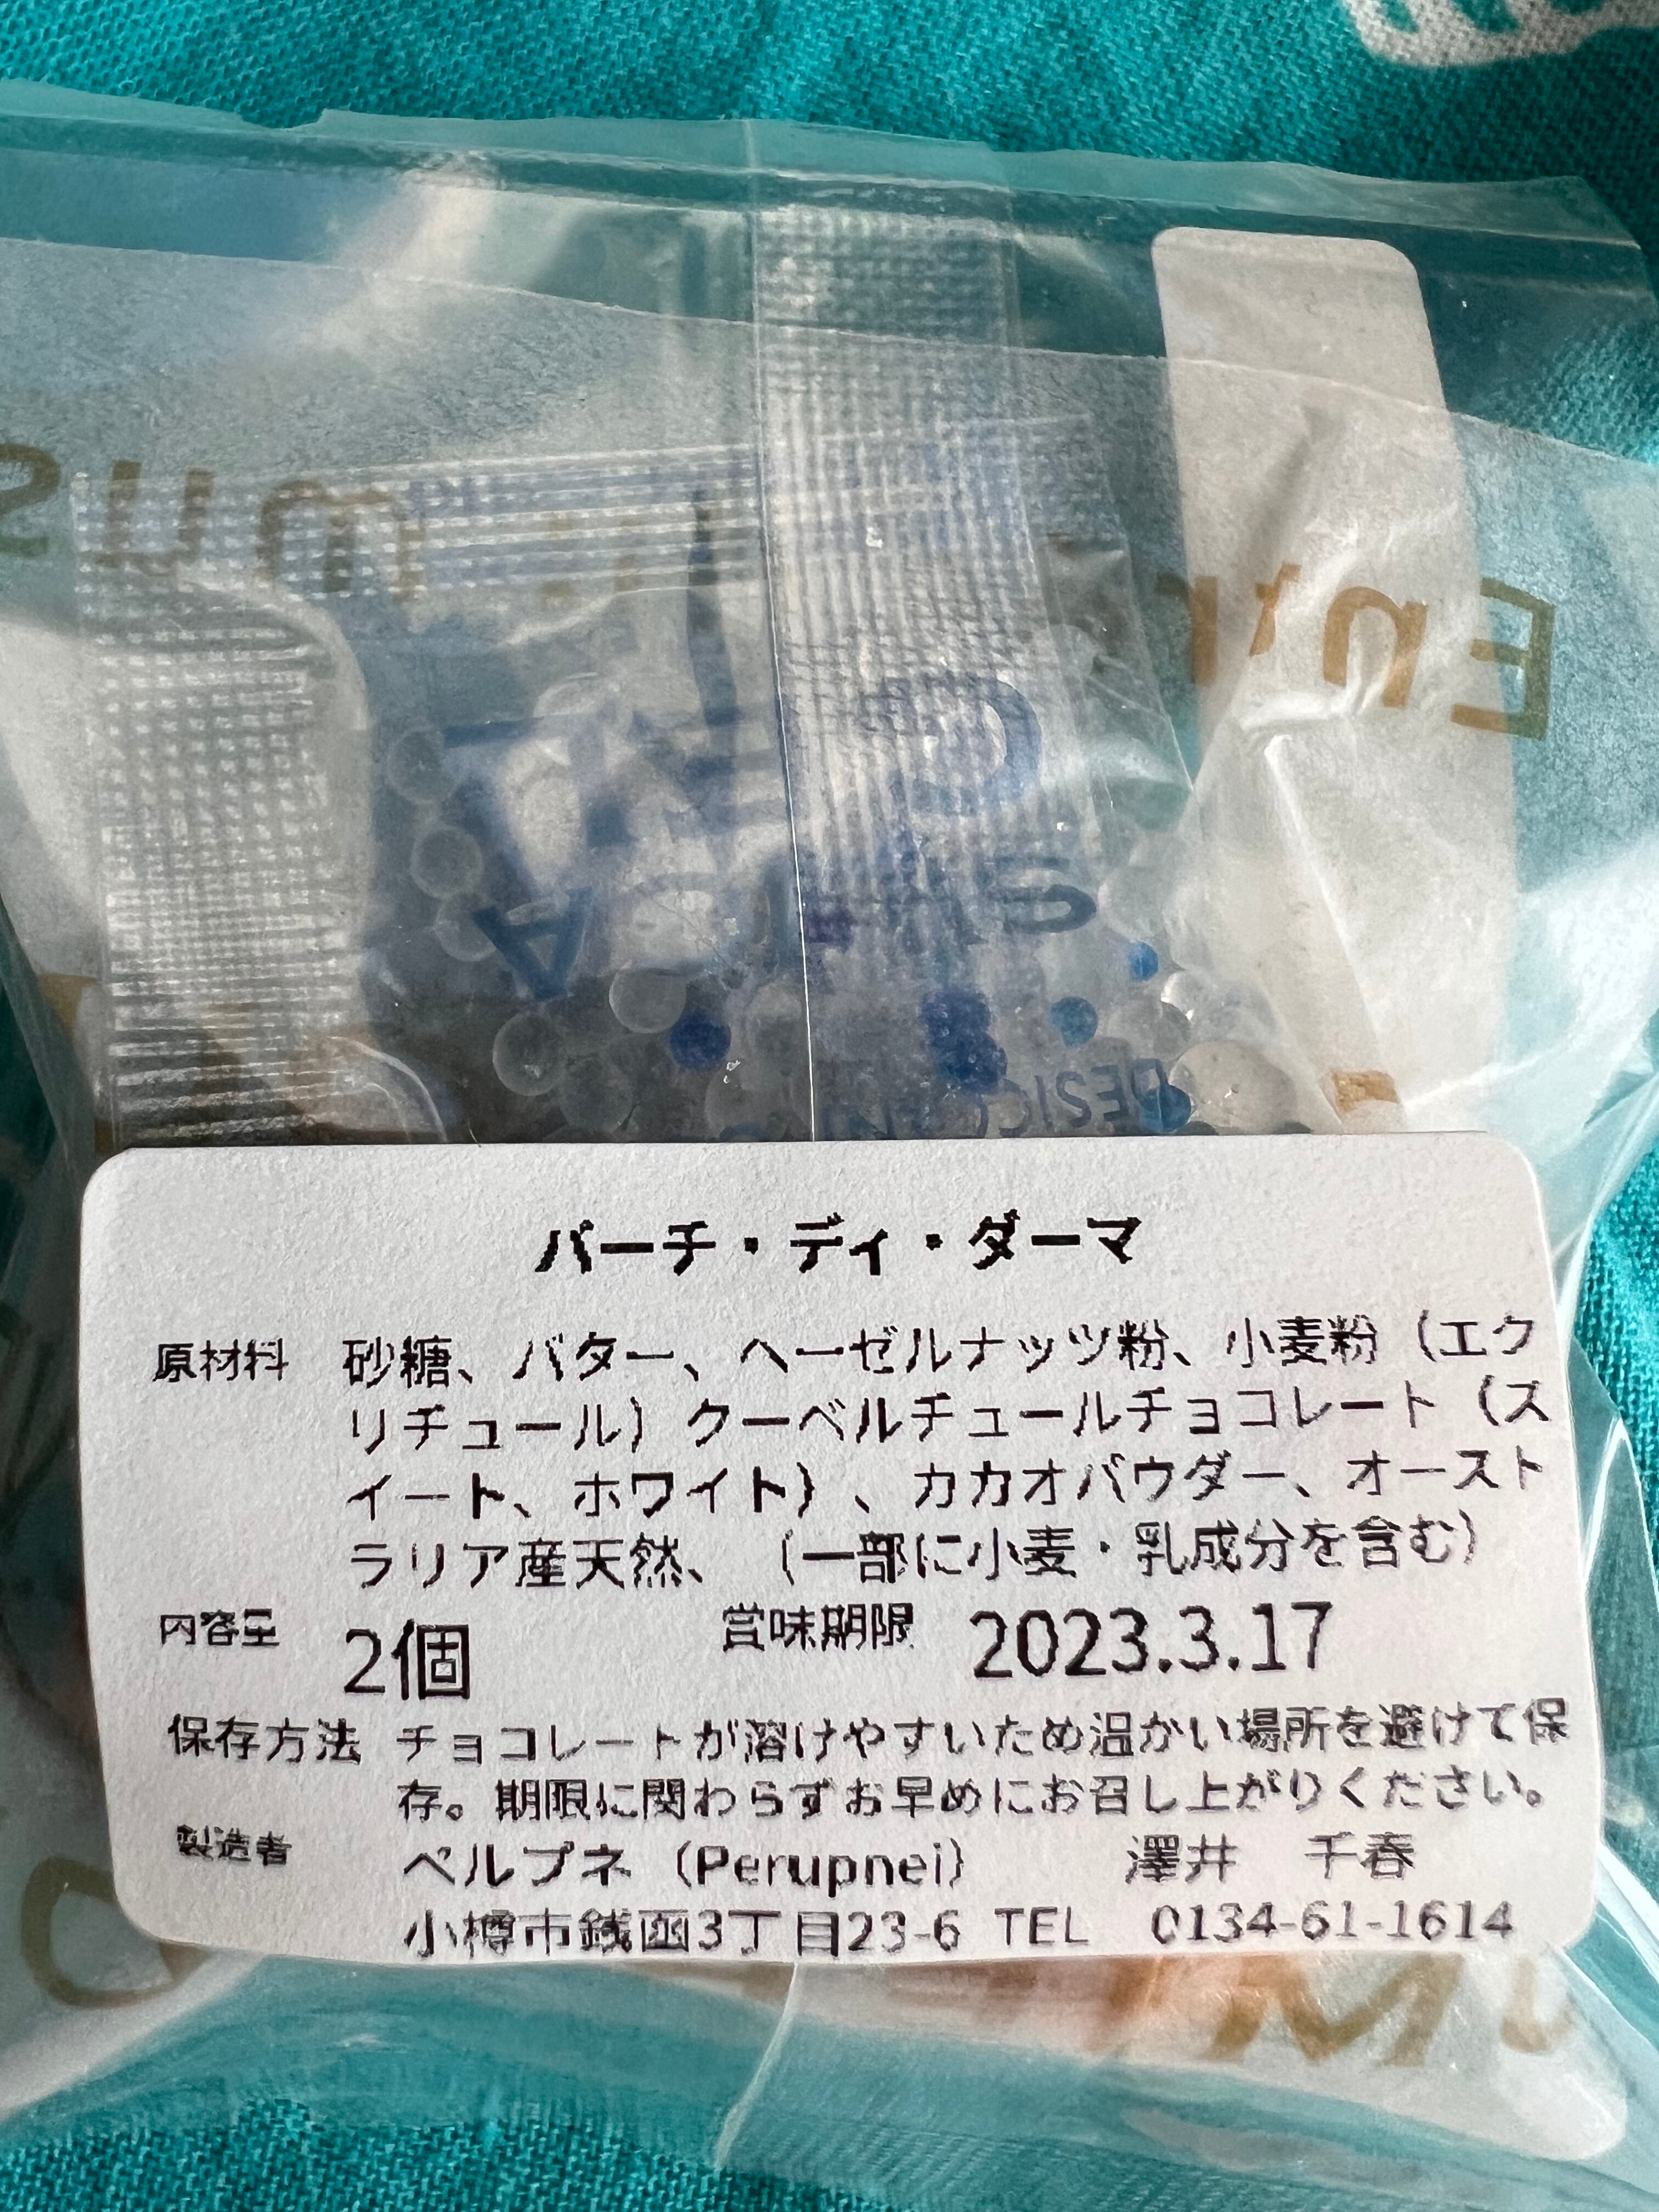 DESICCANT
バーチ・ディ・ダーマ
原材料 砂糖、バター、ヘーゼルナッツ粉、小麦粉（エク
リチュール）クーベルチュールチョコレート（ス
イート、ホワイト）、カカオパウダー、オースト
ラリア産天然、（一部に小麦・乳成分を含む）
内容量 2個 賞味期限 2023.3.17
保存方法 チョコレートが溶けやすいため温かい場所を避けて保
存。期限に関わらずお早めにお召し上がりください。
製造者 ペルプネ（Perupnei） 澤井 千春
小樽市銭函3丁目23-6 TEL 0134-61-1614